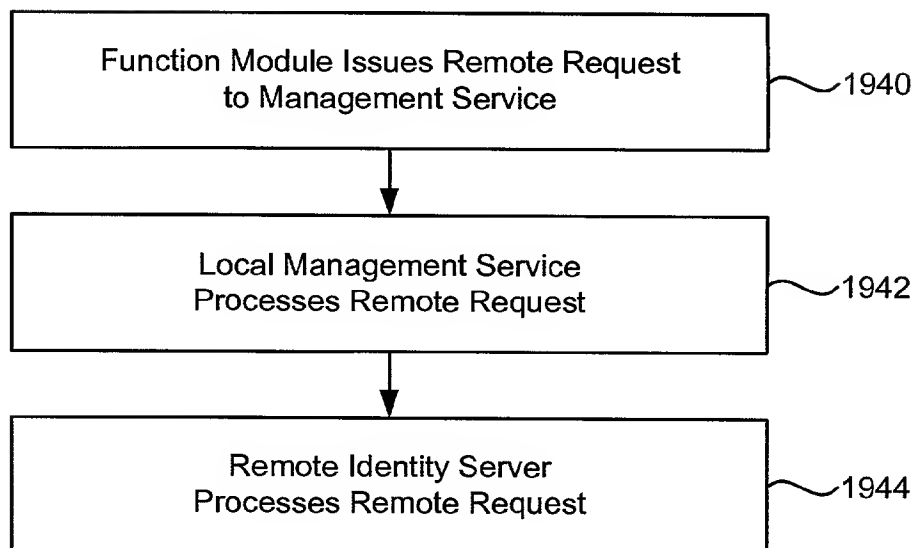 Function Module Issues Remote Request
to Management Service
1940
Local Management Service
Processes Remote Request
1942
Remote Identity Server
Processes Remote Request
1944